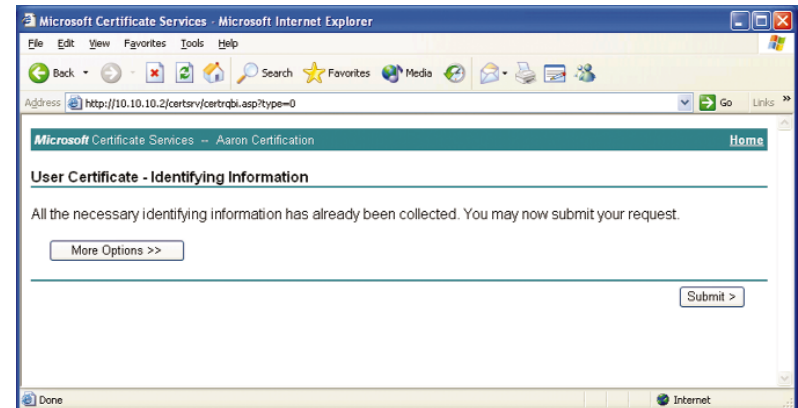 Microsoft Certificate Services - Microsoft Internet Explorer
File Edit View Favorites Tools Help
Back Search Favorites Media
Address http://10.10.10.2/certsrv/certrqbi.asp?type=0 Go Links »
Microsoft Certificate Services -- Aaron Certification Home
User Certificate - Identifying Information
All the necessary identifying information has already been collected. You may now submit your request.
More Options >>
Submit >
Done Internet